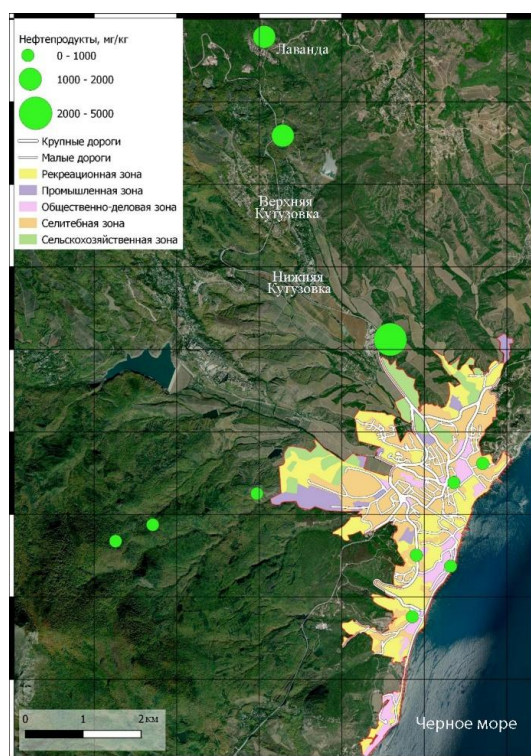 Нефтепродукты, мг/кг
0 - 1000
1000 - 2000
2000 - 5000
Крупные дороги
Малые дороги
Рекреационная зона
Промышленная зона
Общественно-деловая зона
Селитебная зона
Сельскохозяйственная зона
Лаванда
Верхняя
Кутузовка
Нижняя
Кутузовка
0 1 2 км
Черное море